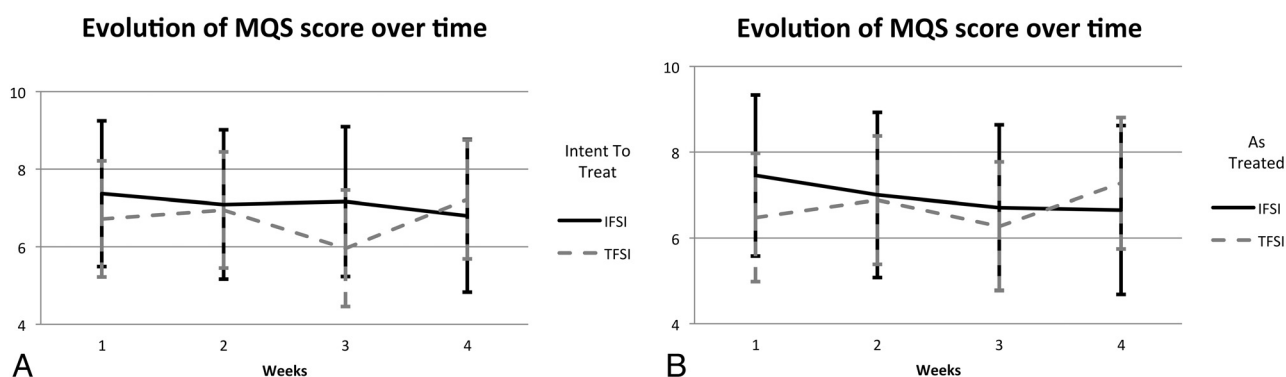 Evolution of MQS score over time
10
8
6
4
1 2 3 4
Weeks
Intent To
Treat
IFSI
TFSI
A
Evolution of MQS score over time
10
8
6
4
1 2 3 4
Weeks
As
Treated
IFSI
TFSI
B